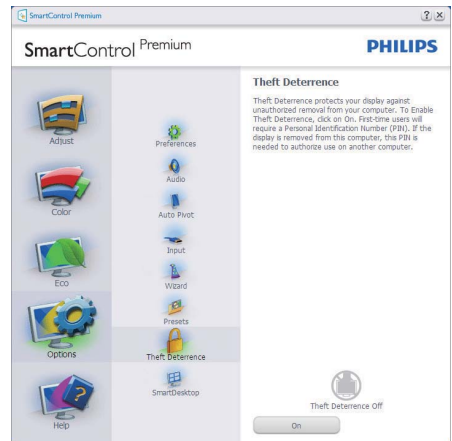 SmartControl Premium
SmartControl Premium
PHILIPS
Adjust
Color
Eco
Options
Help
Preferences
Audio
Auto Pivot
Input
Wizard
Presets
Theft Deterrence
SmartDesktop
Theft Deterrence
Theft Deterrence protects your display against
unauthorized removal from your computer. To Enable
Theft Deterrence, click on On. First-time users will
require a Personal Identification Number (PIN). If the
display is removed from this computer, this PIN is
needed to authorize use on another computer.
Theft Deterrence Off
On